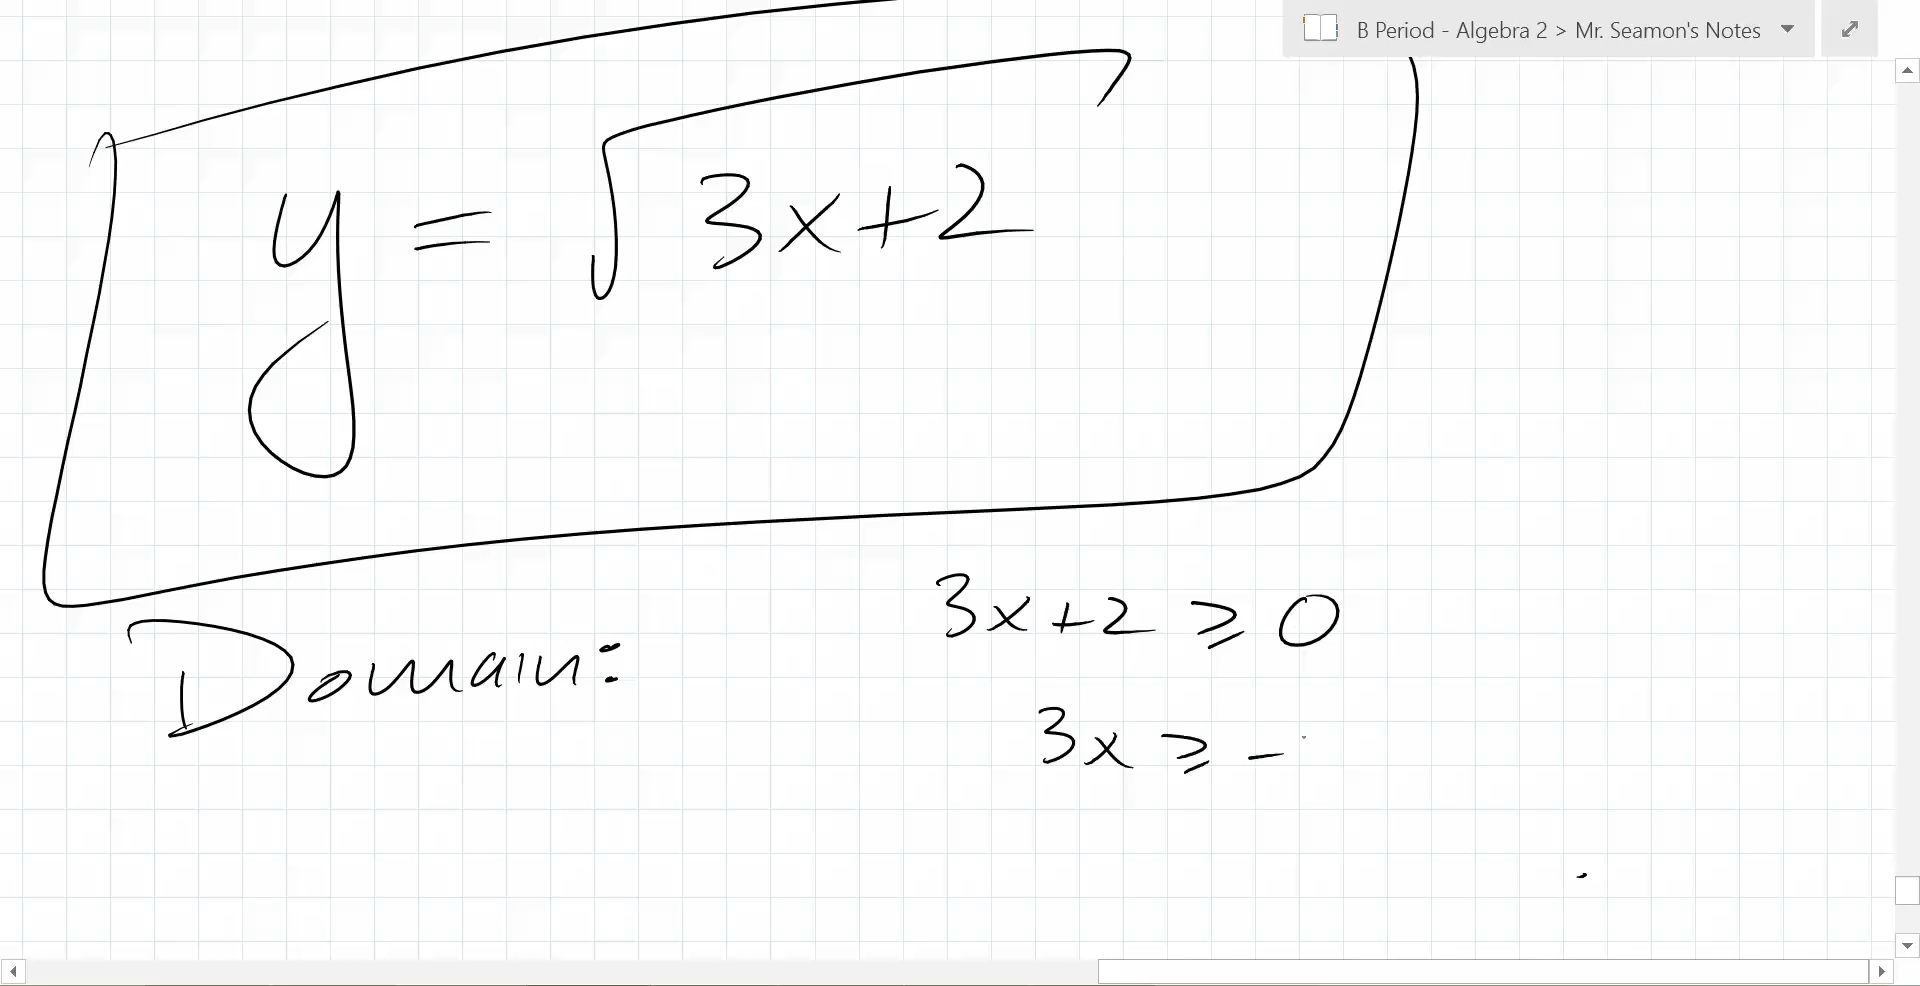 B Period - Algebra 2 > Mr. Seamon's Notes
y = √3x+2
Domain:
3x+2 ≥ 0
3x ≥ -